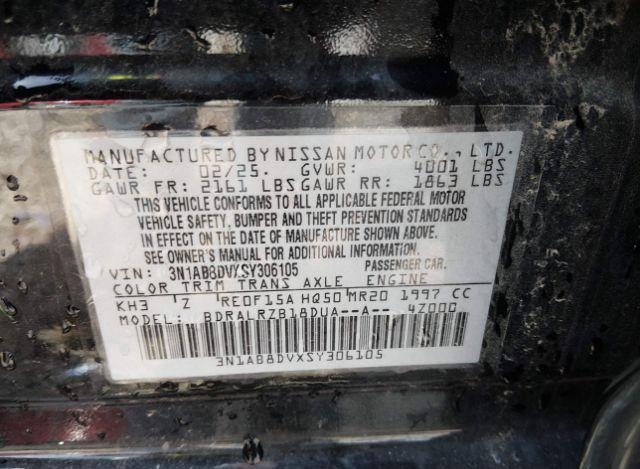 MANUFACTURED BY NISSAN MOTOR CO., LTD.
DATE: 02/25. GVWR: 4001 LBS
GAWR FR: 2161 LBS GAWR RR: 1863 LBS
THIS VEHICLE CONFORMS TO ALL APPLICABLE FEDERAL MOTOR
VEHICLE SAFETY, BUMPER AND THEFT PREVENTION STANDARDS
IN EFFECT ON THE DATE OF MANUFACTURE SHOWN ABOVE.
SEE OWNER'S MANUAL FOR ADDITIONAL INFORMATION.
VIN: 3N1AB8DVXSY306105 PASSENGER CAR.
COLOR TRIM TRANS AXLE ENGINE
KH3 Z RE0F15A HQ50 MR20 1997 CC
MODEL: BDRALRZB18DUA--A-- 4Z000
3N1AB8DVXSY306105